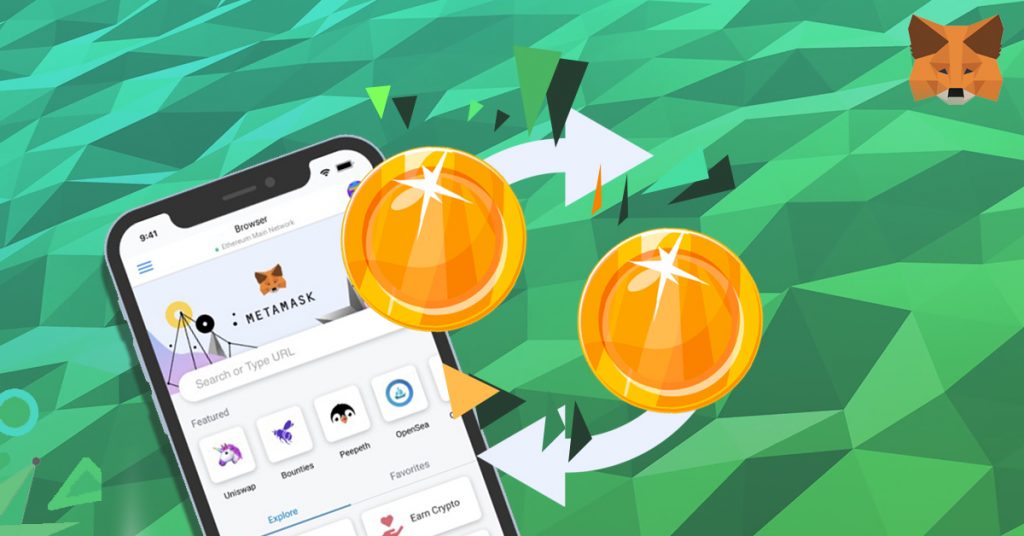 9:41
Browser
Ethereum Main Network
: METAMASK
Search or Type URL
Featured
Uniswap
Bounties
Peepeth
OpenSea
Explore
Favorites
Earn Crypto